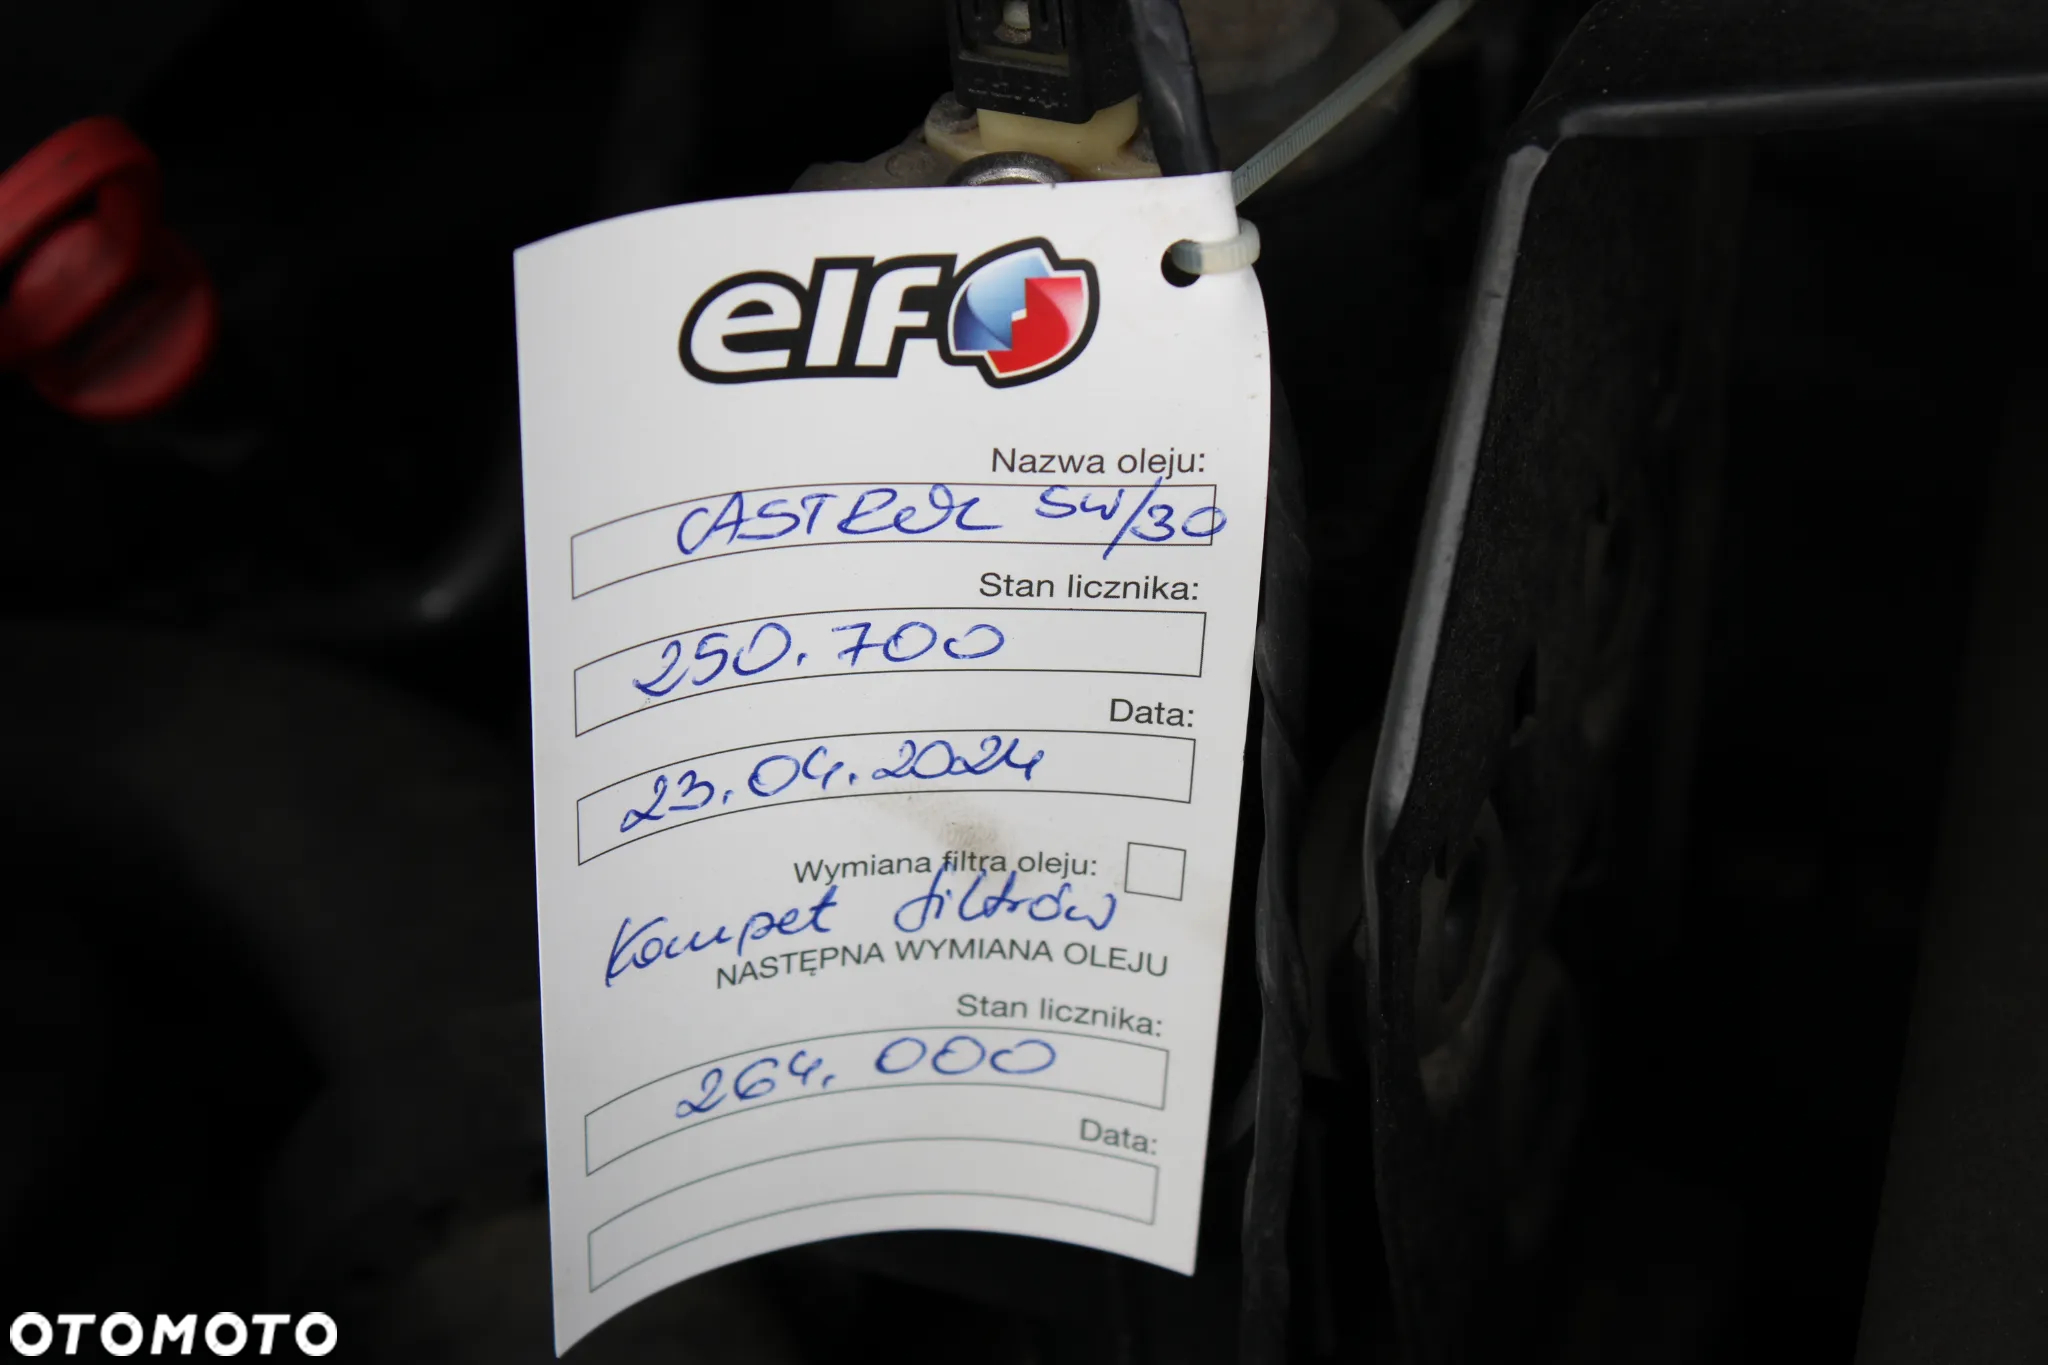 elf
Nazwa oleju:
CASTROL 5W/30
Stan licznika:
250.700
Data:
23.04.2024
Wymiana filtra oleju:
Kompet filtrów
NASTĘPNA WYMIANA OLEJU
Stan licznika:
264.000
Data:
OTOMOTO